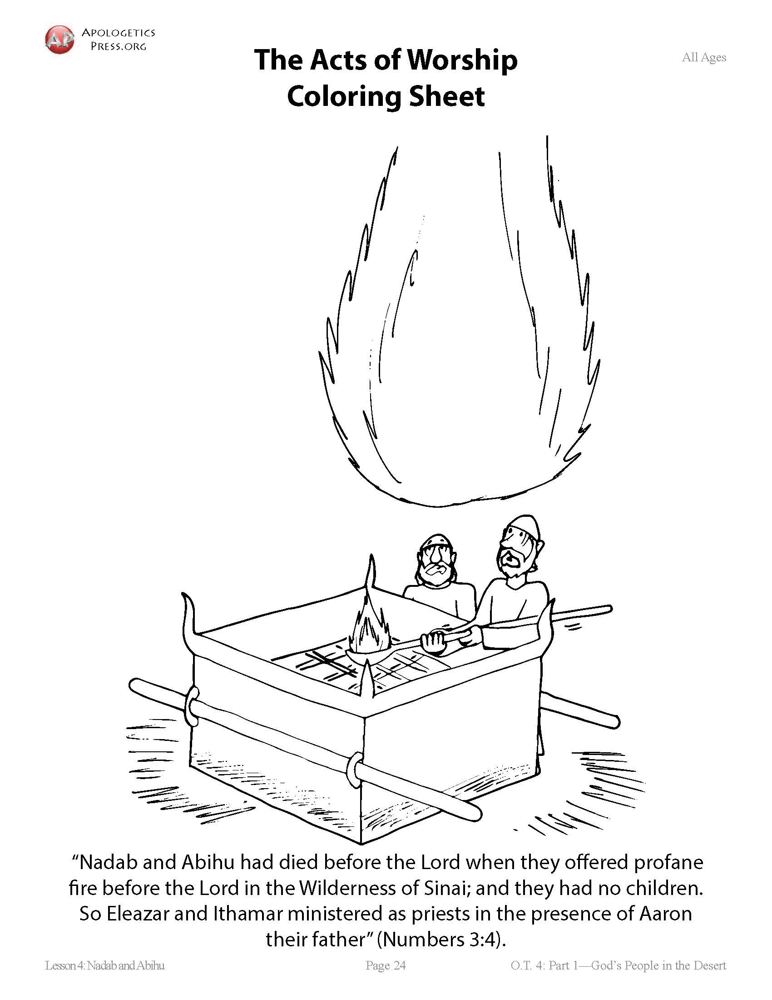 AP
APOLOGETICS
PRESS.ORG
The Acts of Worship
Coloring Sheet
All Ages
“Nadab and Abihu had died before the Lord when they offered profane
fire before the Lord in the Wilderness of Sinai; and they had no children.
So Eleazar and Ithamar ministered as priests in the presence of Aaron
their father” (Numbers 3:4).
Lesson 4: Nadab and Abihu
Page 24
O.T. 4: Part 1—God’s People in the Desert